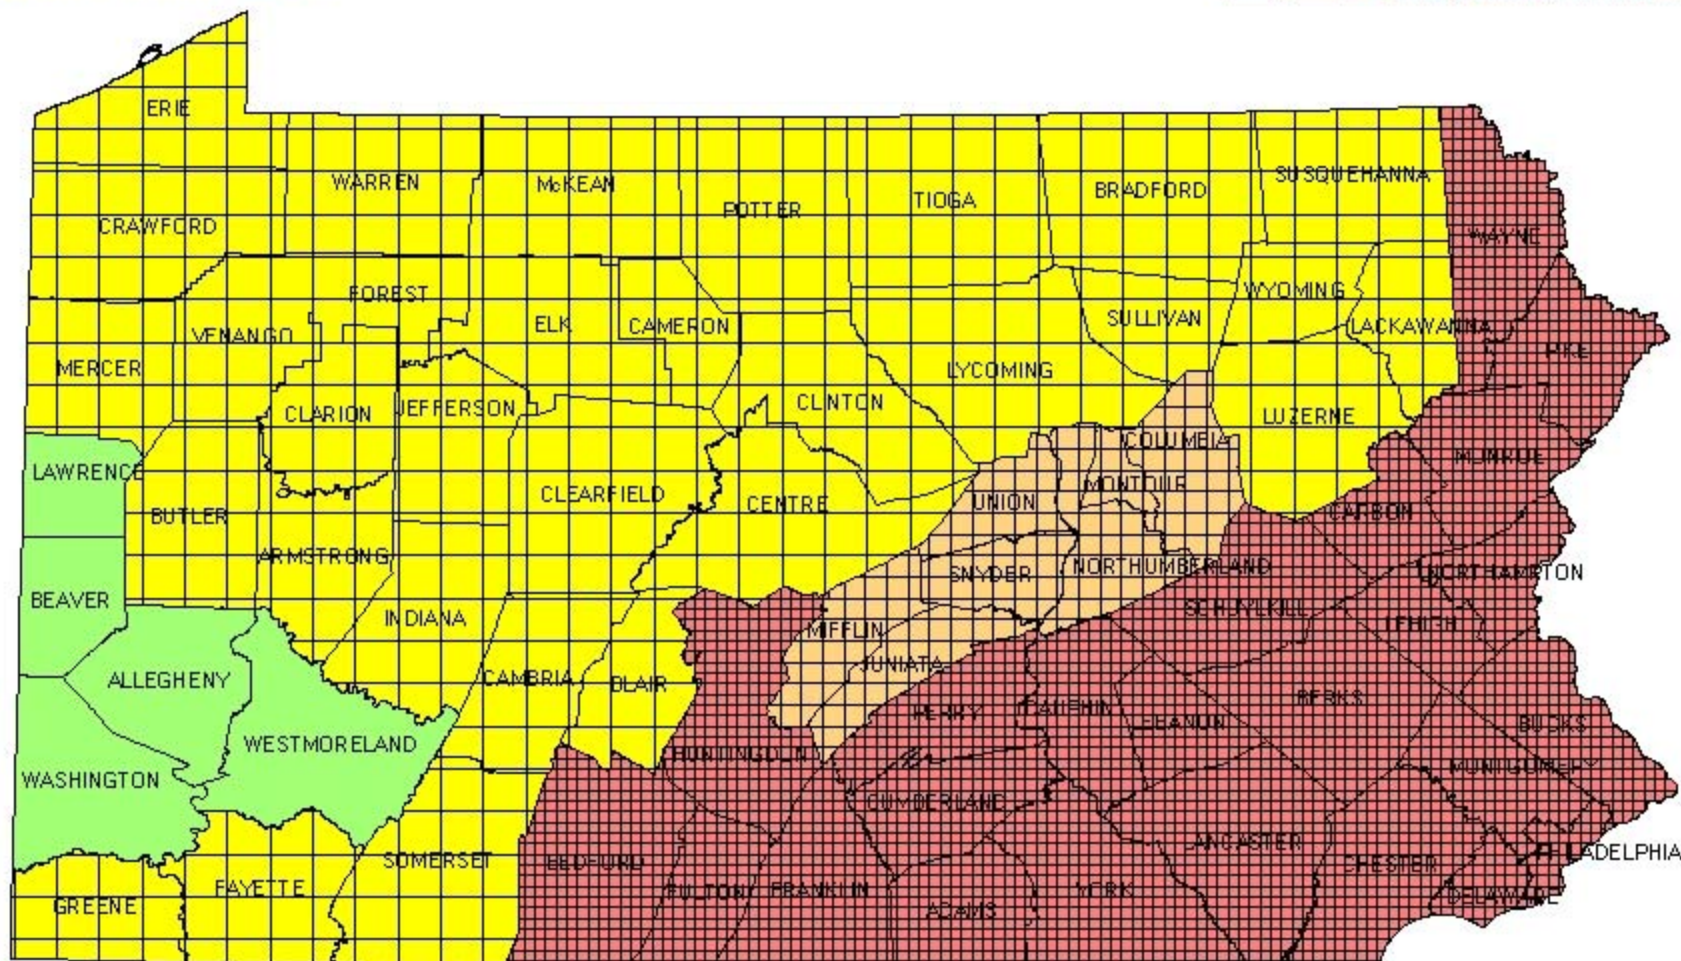 ERIE
WARREN
McKEAN
POTTER
TIOGA
BRADFORD
SUSQUEHANNA
CRAWFORD
WAYNE
FOREST
WYOMING
VENANGO
ELK
CAMERON
SULLIVAN
LACKAWANNA
PIKE
MERCER
LYCOMING
CLARION
JEFFERSON
CLINTON
LUZERNE
COLUMBIA
LAWRENCE
MONROE
CLEARFIELD
CENTRE
UNION
MONTOUR
BUTLER
CARBON
ARMSTRONG
SNYDER
NORTHUMBERLAND
NORTHAMPTON
BEAVER
INDIANA
SCHUYLKILL
LEHIGH
MIFFLIN
JUNIATA
ALLEGHENY
CAMBRIA
BLAIR
BERKS
PERRY
DAUPHIN
LEBANON
BUCKS
WESTMORELAND
HUNTINGDON
WASHINGTON
MONTGOMERY
CUMBERLAND
LANCASTER
SOMERSET
BEDFORD
CHESTER
PHILADELPHIA
FAYETTE
FULTON
FRANKLIN
YORK
DELAWARE
GREENE
ADAMS